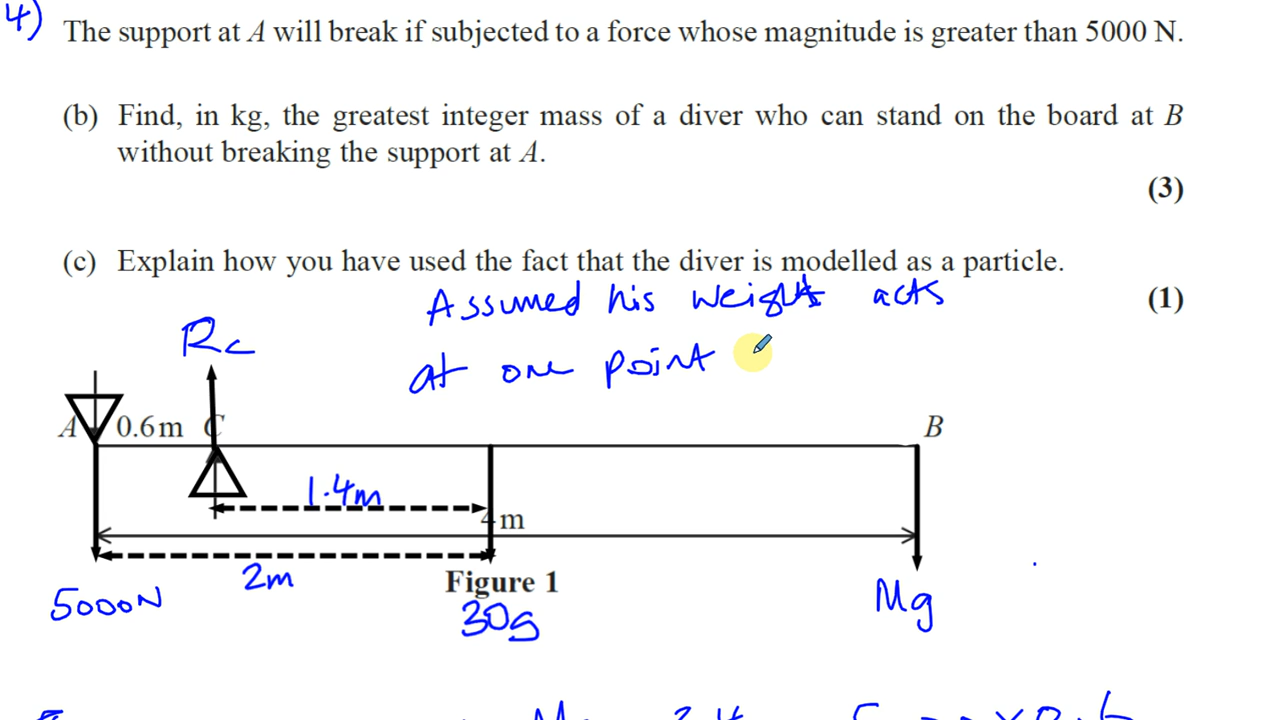 4)
The support at A will break if subjected to a force whose magnitude is greater than 5000 N.
(b) Find, in kg, the greatest integer mass of a diver who can stand on the board at B
without breaking the support at A.
(3)
(c) Explain how you have used the fact that the diver is modelled as a particle.
Assumed his weight acts
(1)
at one point
Rc
A 0.6 m C B
1.4m
4 m
2m
Figure 1
5000N
30g
Mg